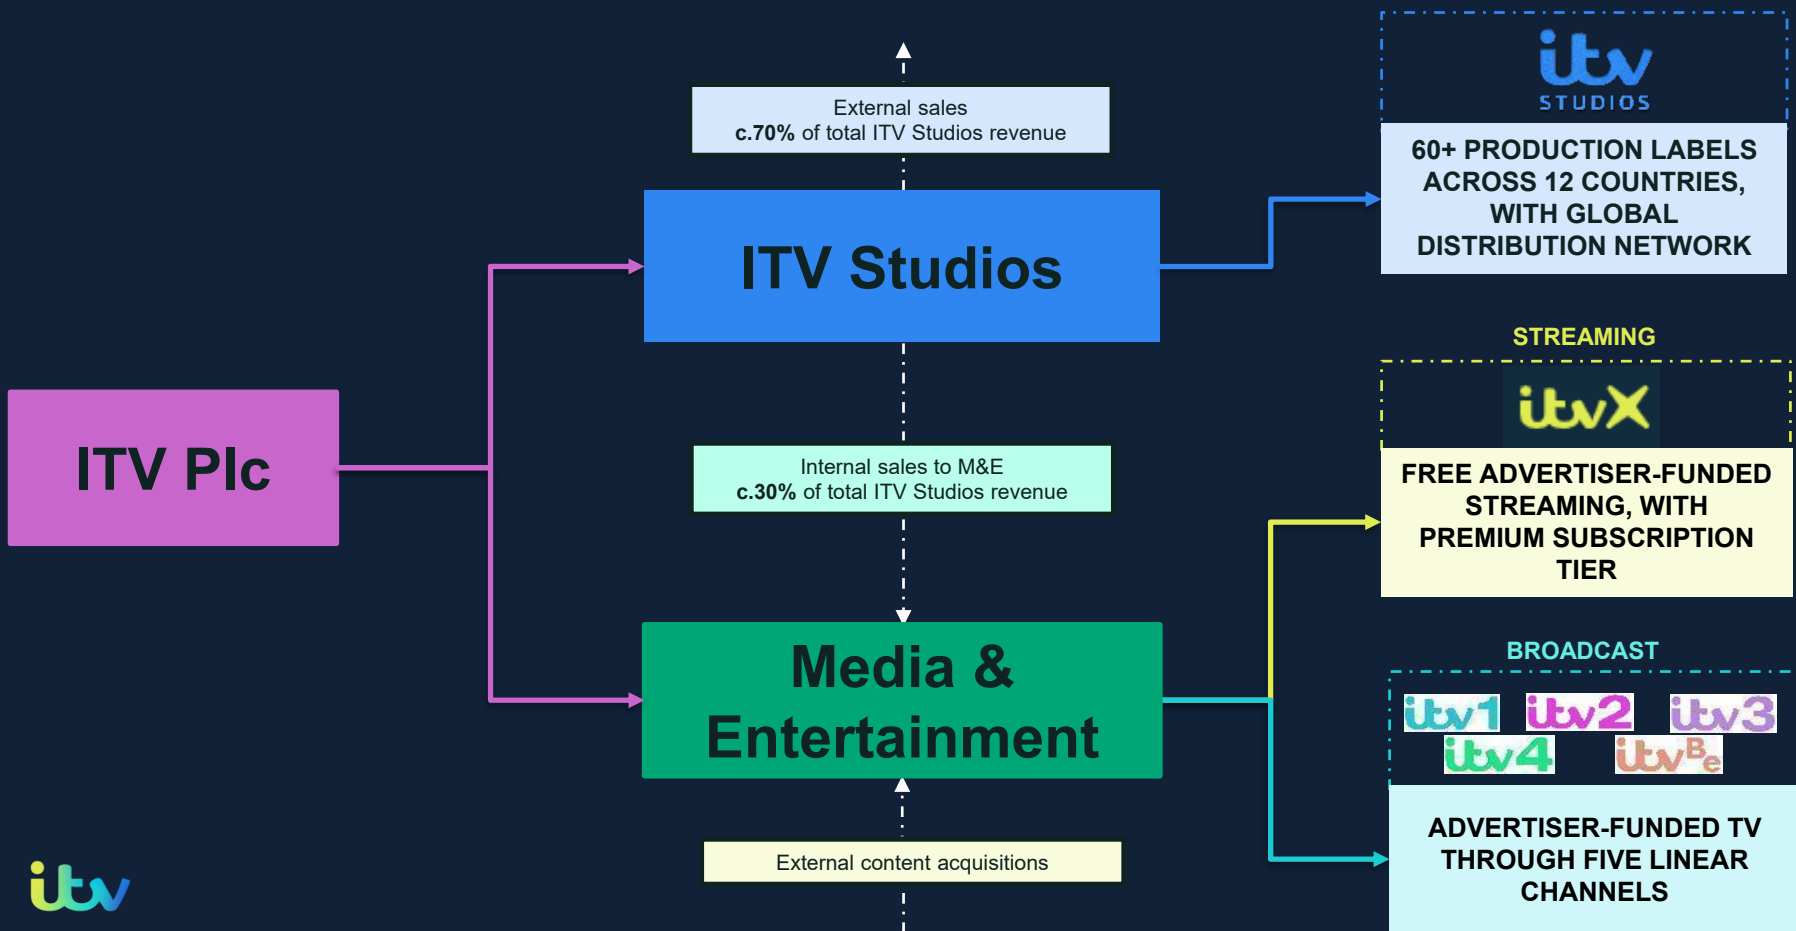 External sales
c.70% of total ITV Studios revenue
itv
STUDIOS
60+ PRODUCTION LABELS
ACROSS 12 COUNTRIES,
WITH GLOBAL
DISTRIBUTION NETWORK
ITV Studios
STREAMING
itvX
FREE ADVERTISER-FUNDED
STREAMING, WITH
PREMIUM SUBSCRIPTION
TIER
ITV Plc
Internal sales to M&E
c.30% of total ITV Studios revenue
Media &
Entertainment
BROADCAST
itv1 itv2 itv3
itv4 itvBe
ADVERTISER-FUNDED TV
THROUGH FIVE LINEAR
CHANNELS
External content acquisitions
itv